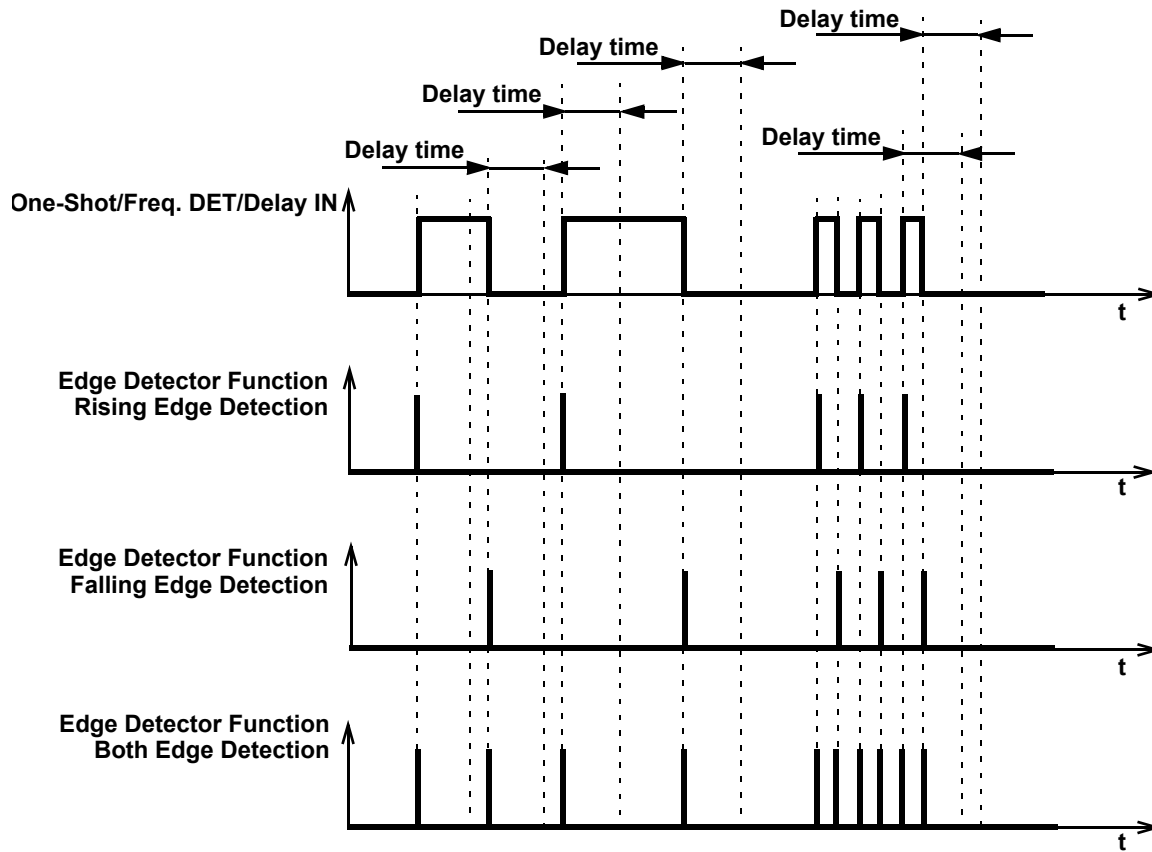 Delay time
Delay time
Delay time
Delay time
Delay time
One-Shot/Freq. DET/Delay IN
t
Edge Detector Function
Rising Edge Detection
t
Edge Detector Function
Falling Edge Detection
t
Edge Detector Function
Both Edge Detection
t